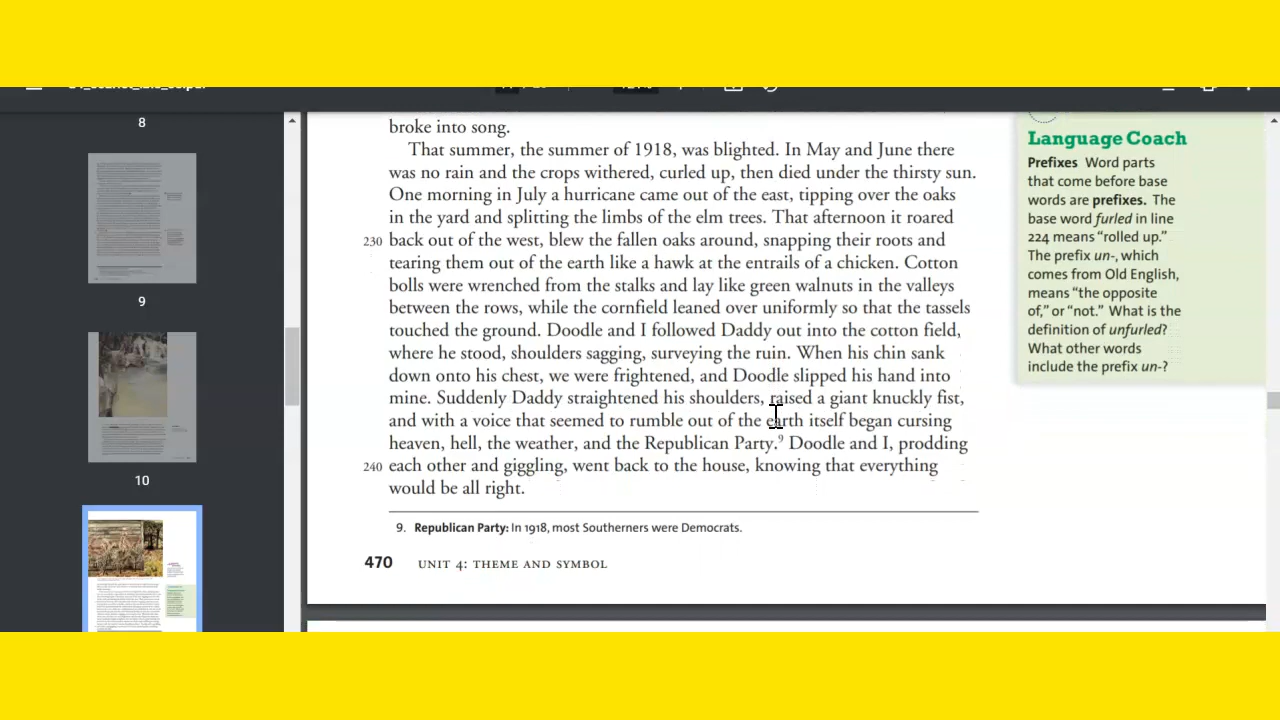 8
9
10
broke into song.
That summer, the summer of 1918, was blighted. In May and June there
was no rain and the crops withered, curled up, then died under the thirsty sun.
One morning in July a hurricane came out of the east, tipping over the oaks
in the yard and splitting the limbs of the elm trees. That afternoon it roared
230 back out of the west, blew the fallen oaks around, snapping their roots and
tearing them out of the earth like a hawk at the entrails of a chicken. Cotton
bolls were wrenched from the stalks and lay like green walnuts in the valleys
between the rows, while the cornfield leaned over uniformly so that the tassels
touched the ground. Doodle and I followed Daddy out into the cotton field,
where he stood, shoulders sagging, surveying the ruin. When his chin sank
down onto his chest, we were frightened, and Doodle slipped his hand into
mine. Suddenly Daddy straightened his shoulders, raised a giant knuckly fist,
and with a voice that seemed to rumble out of the earth itself began cursing
heaven, hell, the weather, and the Republican Party.9 Doodle and I, prodding
240 each other and giggling, went back to the house, knowing that everything
would be all right.
9. Republican Party: In 1918, most Southerners were Democrats.
470 UNIT 4: THEME AND SYMBOL
Language Coach
Prefixes Word parts
that come before base
words are prefixes. The
base word furled in line
224 means “rolled up.”
The prefix un-, which
comes from Old English,
means “the opposite
of,” or “not.” What is the
definition of unfurled?
What other words
include the prefix un-?